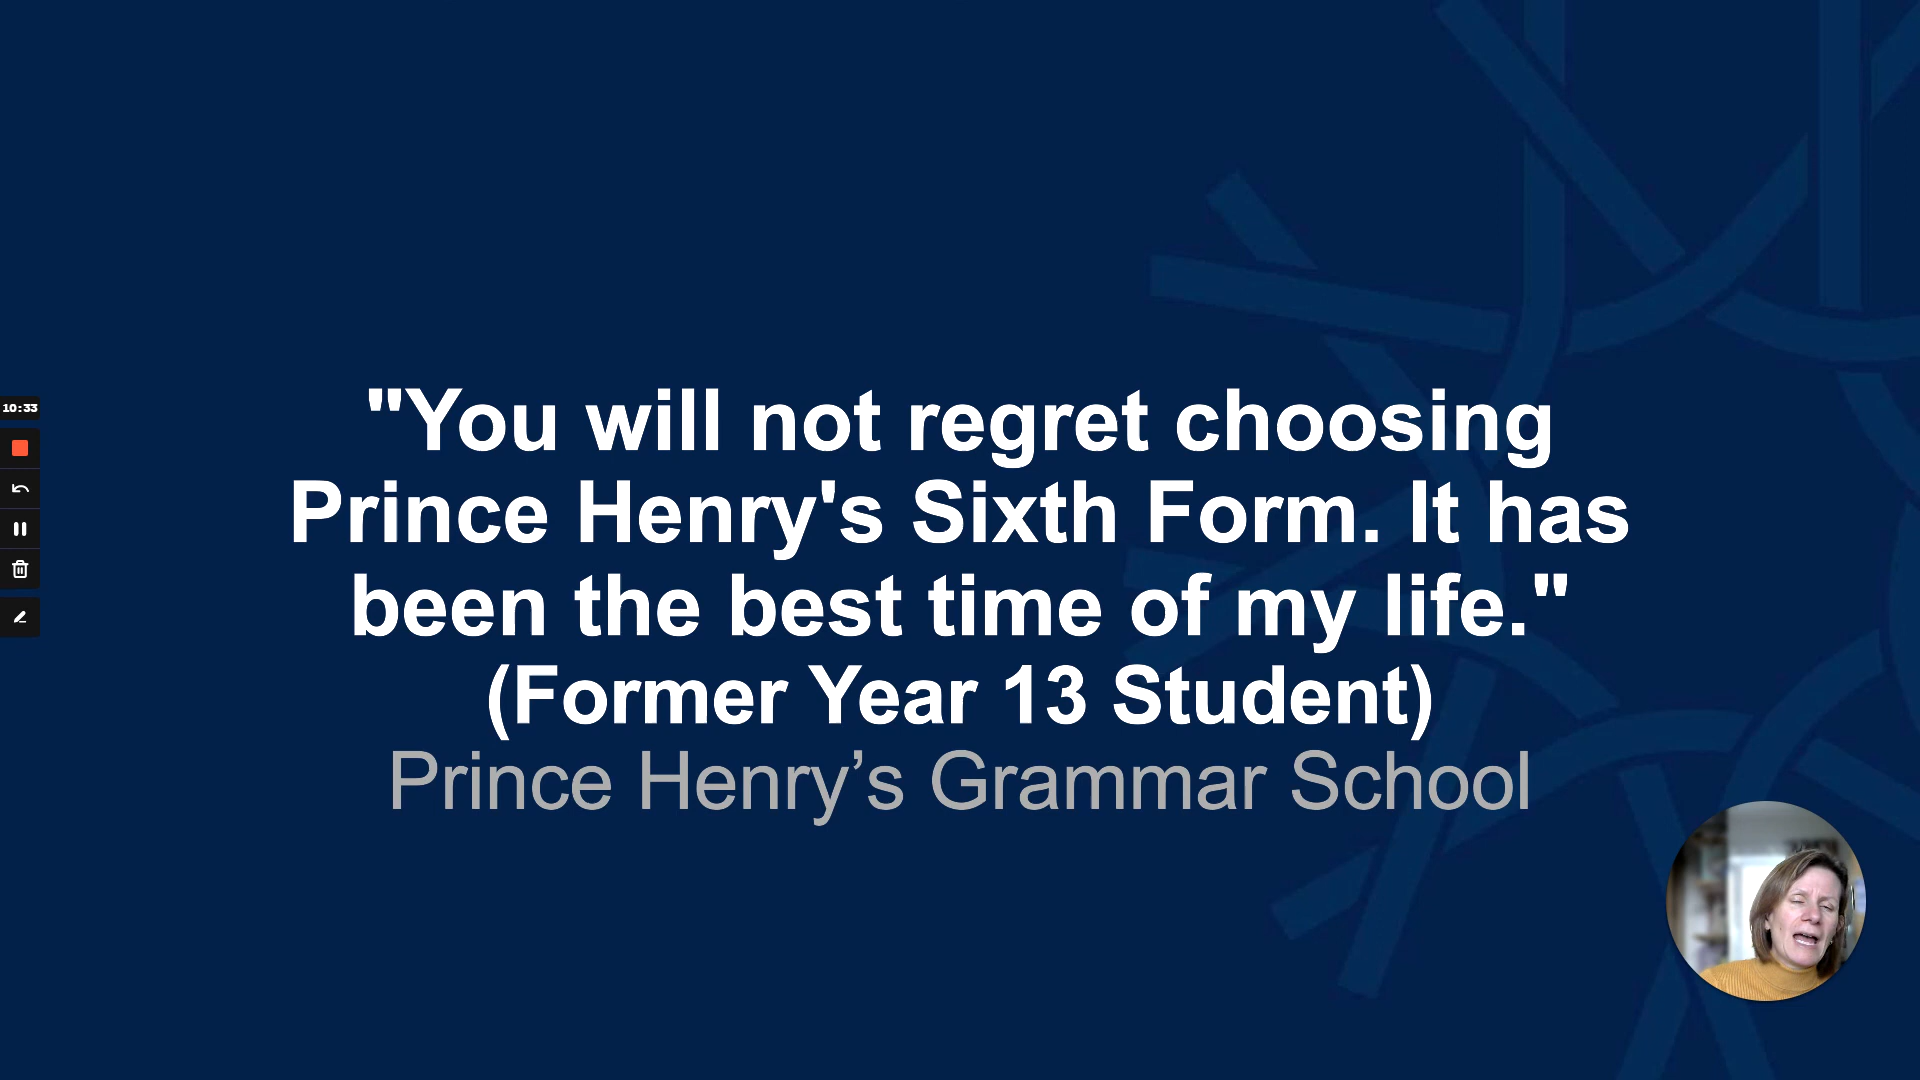 10:33
"You will not regret choosing
Prince Henry's Sixth Form. It has
been the best time of my life."
(Former Year 13 Student)
Prince Henry’s Grammar School